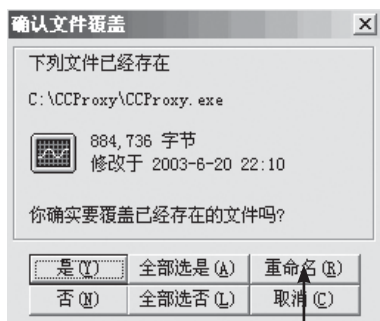 确认文件覆盖
下列文件已经存在
C:\CCProxy\CCProxy.exe
884,736 字节
修改于 2003-6-20 22:10
你确实要覆盖已经存在的文件吗?
是(Y) 全部选是(A) 重命名(R)
否(N) 全部选否(L) 取消(C)